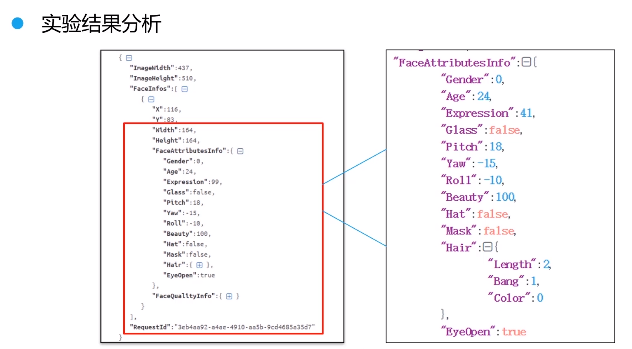 实验结果分析
{
"ImageWidth":437,
"ImageHeight":510,
"FaceInfos":[
{
"X":116,
"Y":83,
"Width":164,
"Height":164,
"FaceAttributesInfo":{
"Gender":0,
"Age":24,
"Expression":99,
"Glass":false,
"Pitch":18,
"Yaw":-15,
"Roll":-10,
"Beauty":100,
"Hat":false,
"Mask":false,
"Hair":{ },
"EyeOpen":true
},
"FaceQualityInfo":{ }
}
],
"RequestId":"3eb4aa92-a4ae-4910-aa5b-9cd4685a35d7"
}
"FaceAttributesInfo":{
"Gender":0,
"Age":24,
"Expression":41,
"Glass":false,
"Pitch":18,
"Yaw":-15,
"Roll":-10,
"Beauty":100,
"Hat":false,
"Mask":false,
"Hair":{
"Length":2,
"Bang":1,
"Color":0
},
"EyeOpen":true